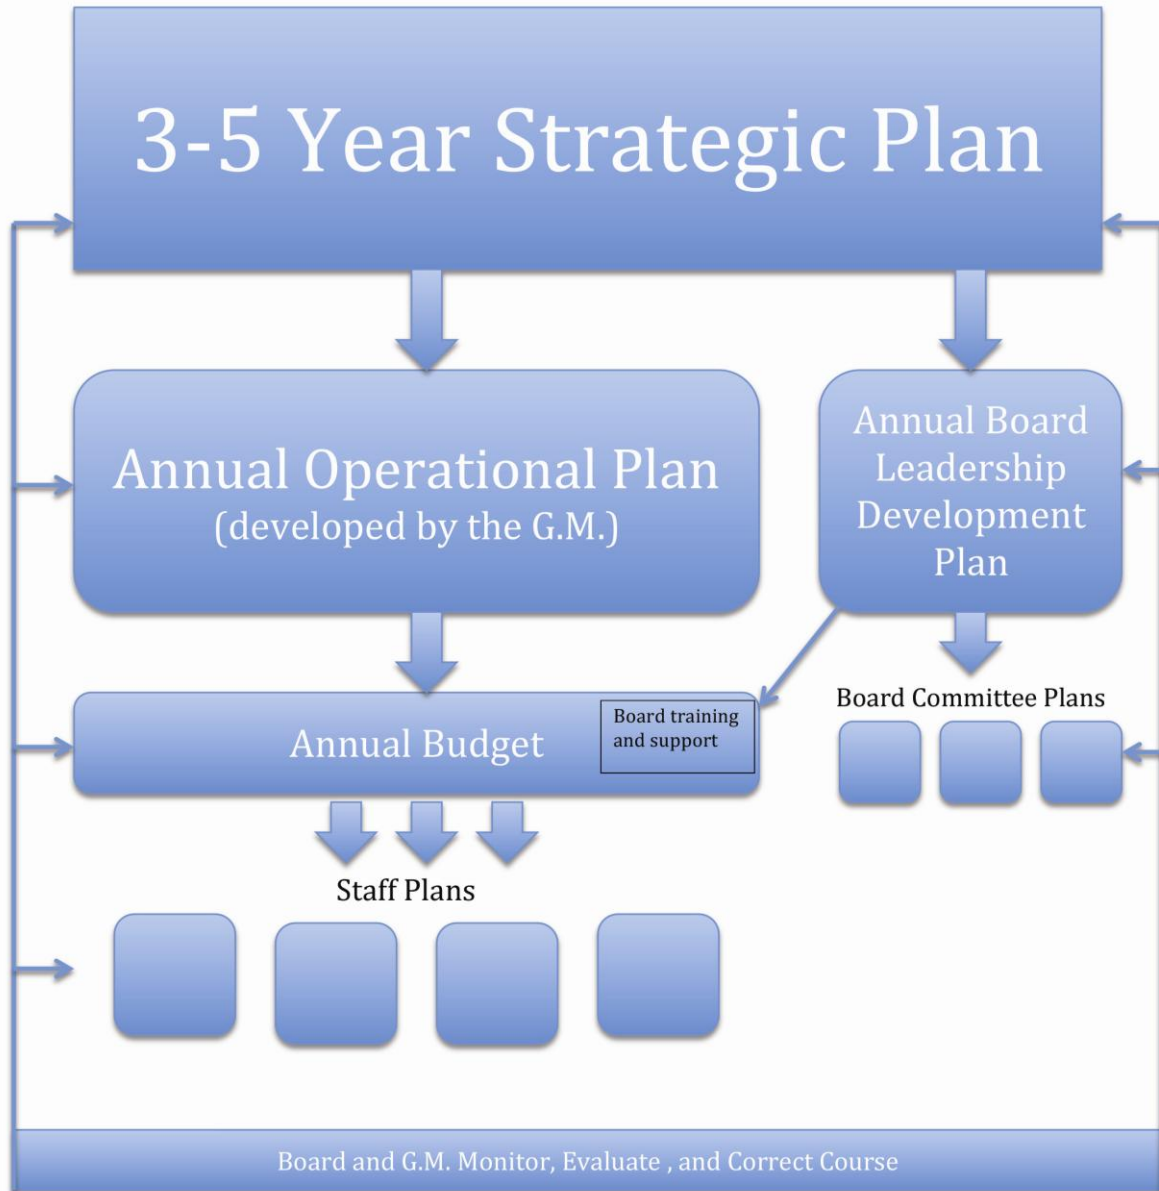 3-5 Year Strategic Plan
Annual Operational Plan
(developed by the G.M.)
Annual Board
Leadership
Development
Plan
Annual Budget
Board training
and support
Board Committee Plans
Staff Plans
Board and G.M. Monitor, Evaluate , and Correct Course